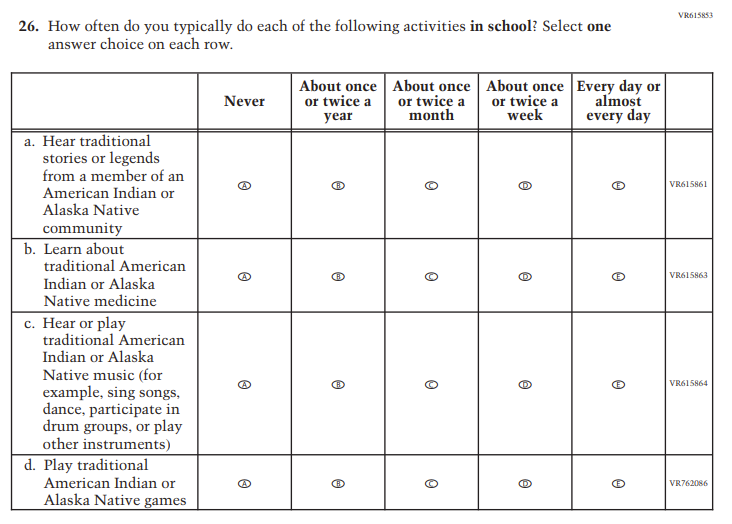 VR615853
26. How often do you typically do each of the following activities in school? Select one
answer choice on each row.
Never
About once
or twice a
year
About once
or twice a
month
About once
or twice a
week
Every day or
almost
every day
a. Hear traditional
stories or legends
from a member of an
American Indian or
Alaska Native
community
A B C D E VR615861
b. Learn about
traditional American
Indian or Alaska
Native medicine
A B C D E VR615863
c. Hear or play
traditional American
Indian or Alaska
Native music (for
example, sing songs,
dance, participate in
drum groups, or play
other instruments)
A B C D E VR615864
d. Play traditional
American Indian or
Alaska Native games
A B C D E VR762086